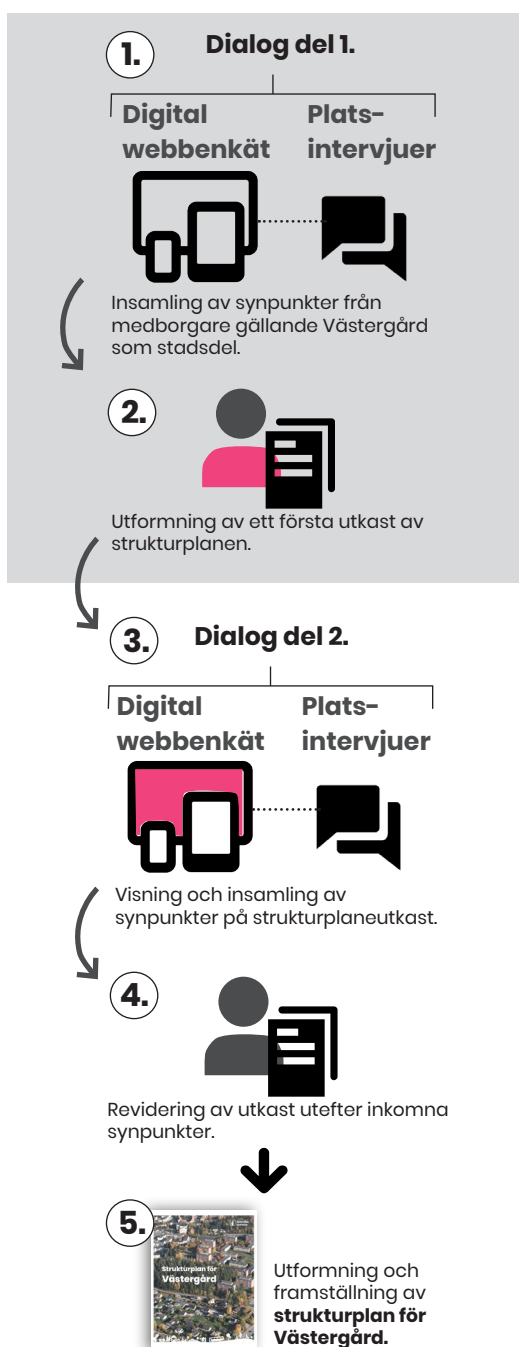 1.
Dialog del 1.
Digital
webbenkät
Plats-
intervjuer
Insamling av synpunkter från
medborgare gällande Västergård
som stadsdel.
2.
Utformning av ett första utkast av
strukturplanen.
3.
Dialog del 2.
Digital
webbenkät
Plats-
intervjuer
Visning och insamling av
synpunkter på strukturplaneutkast.
4.
Revidering av utkast utefter inkomna
synpunkter.
5.
Strukturplan för
Västergård
Utformning och
framställning av
strukturplan för
Västergård.